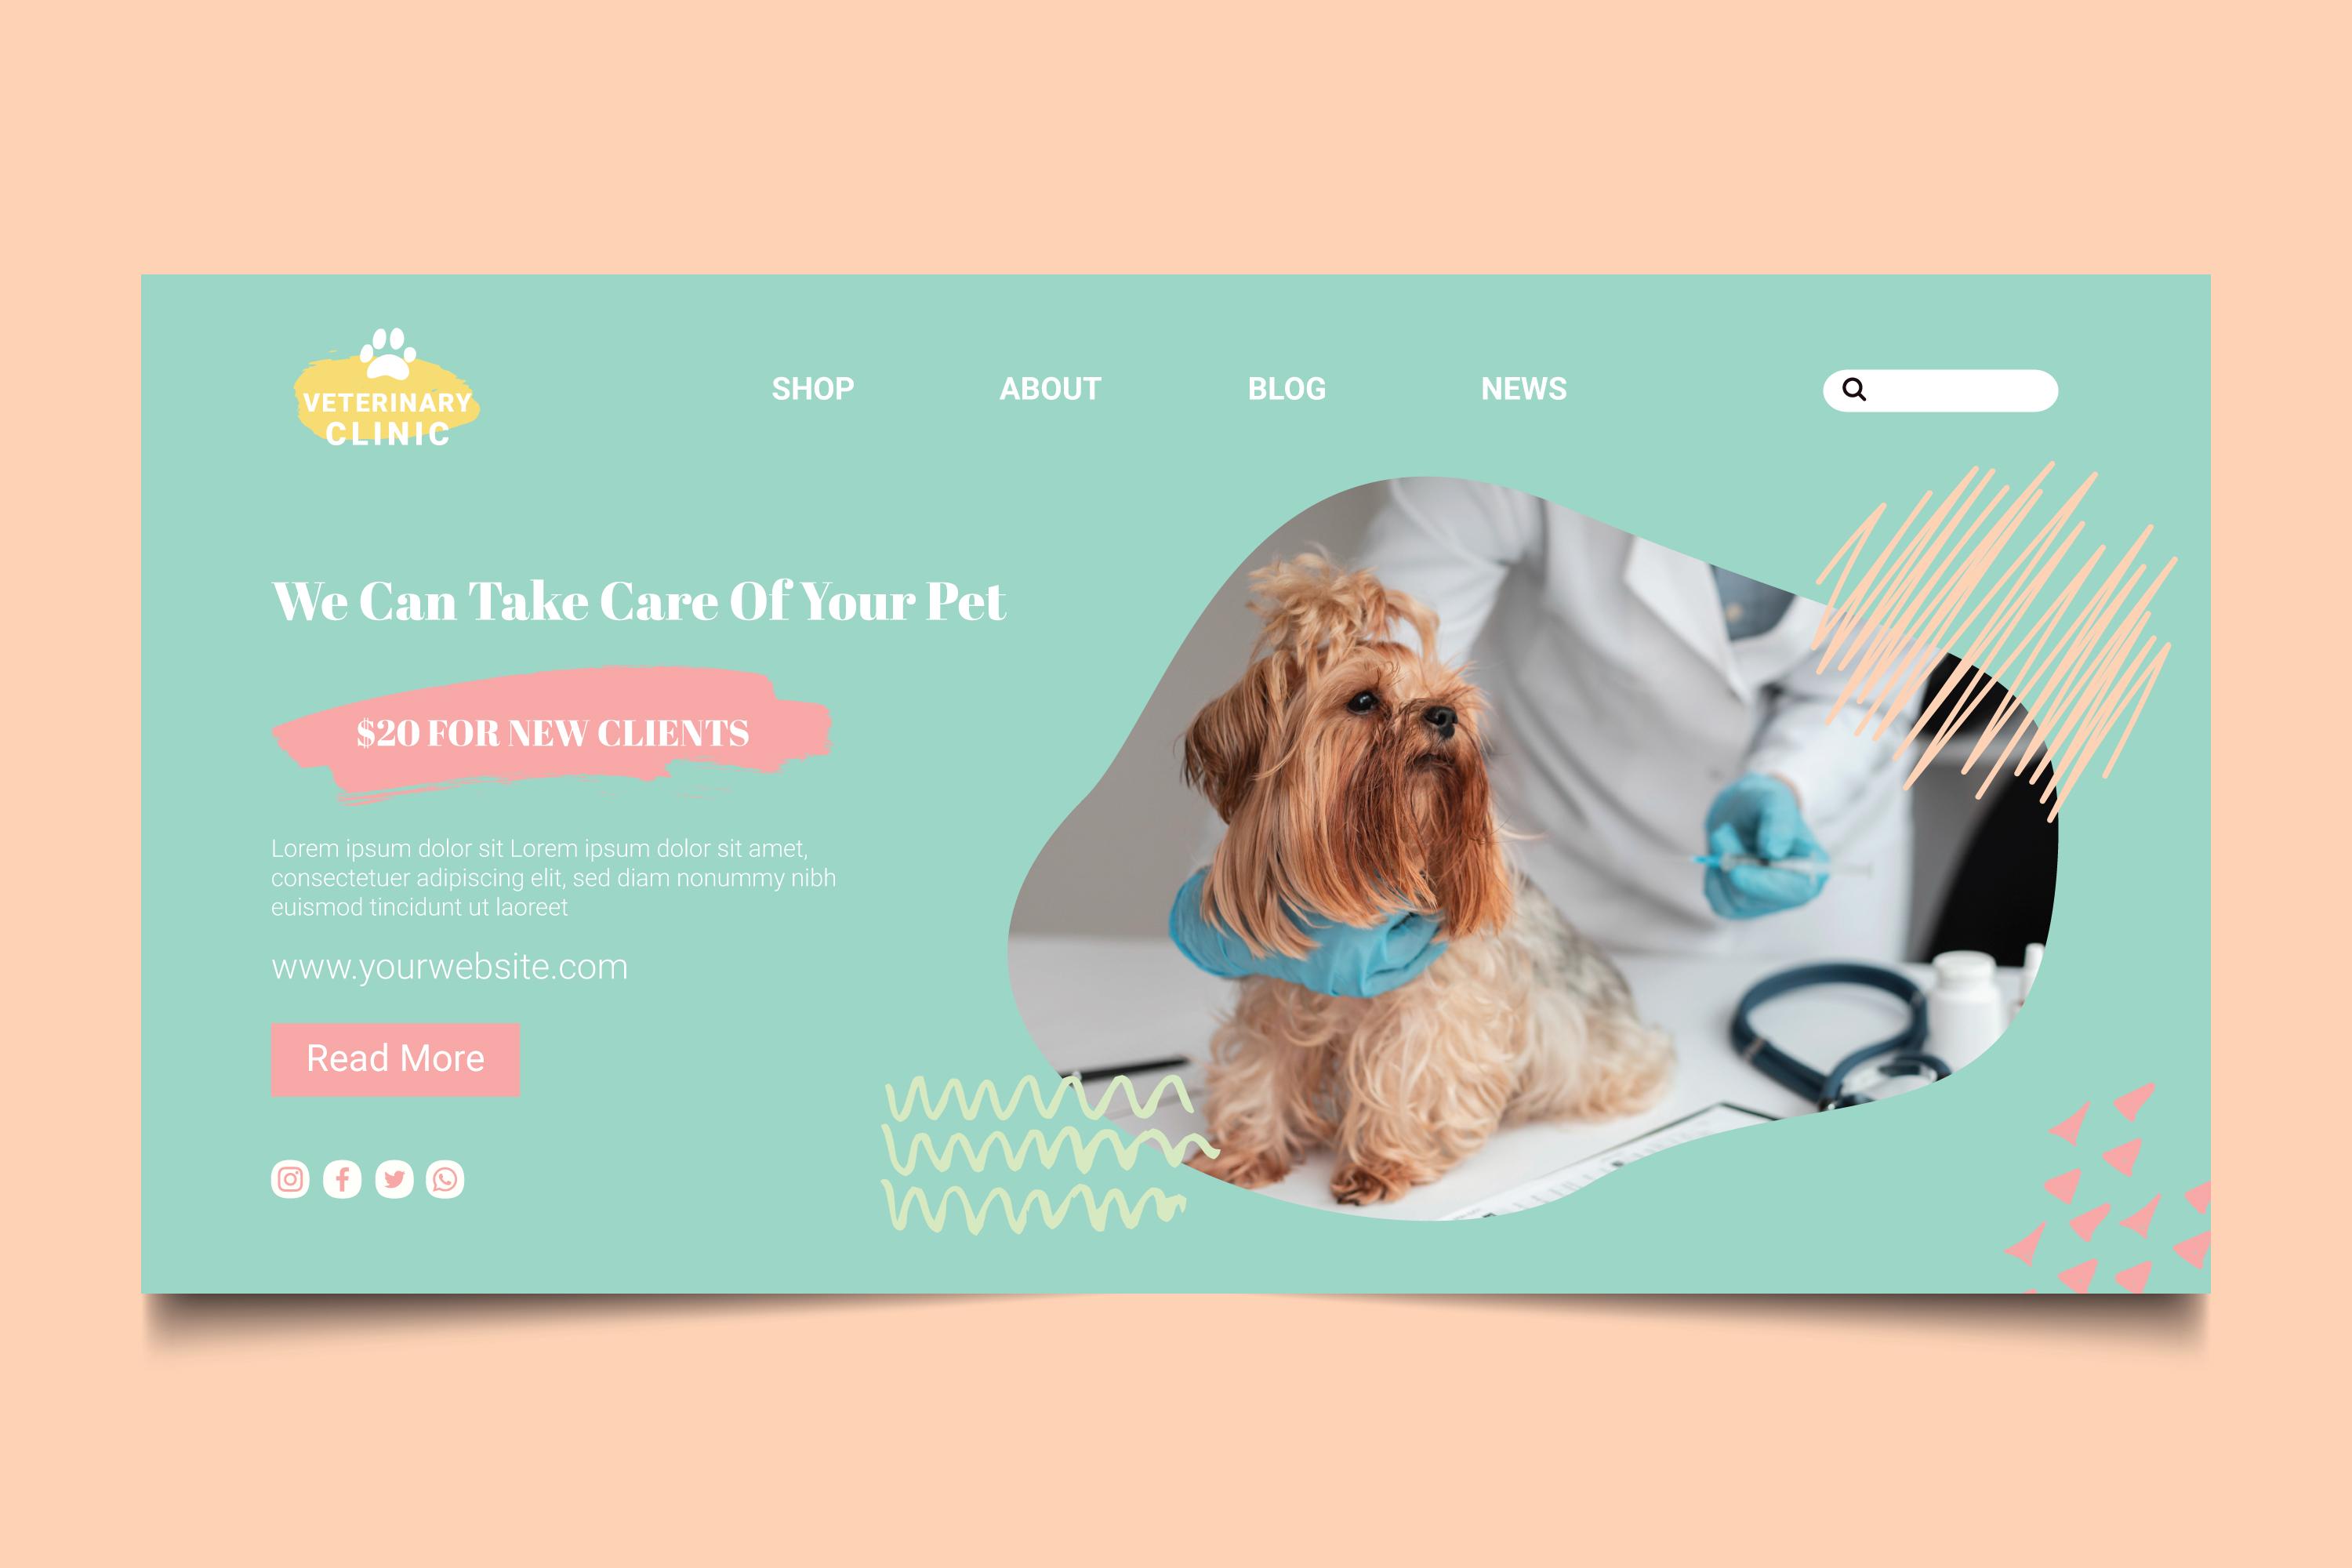 VETERINARY
CLINIC
SHOP
ABOUT
BLOG
NEWS
We Can Take Care Of Your Pet
$20 FOR NEW CLIENTS
Lorem ipsum dolor sit Lorem ipsum dolor sit amet,
consectetuer adipiscing elit, sed diam nonummy nibh
euismod tincidunt ut laoreet
www.yourwebsite.com
Read More